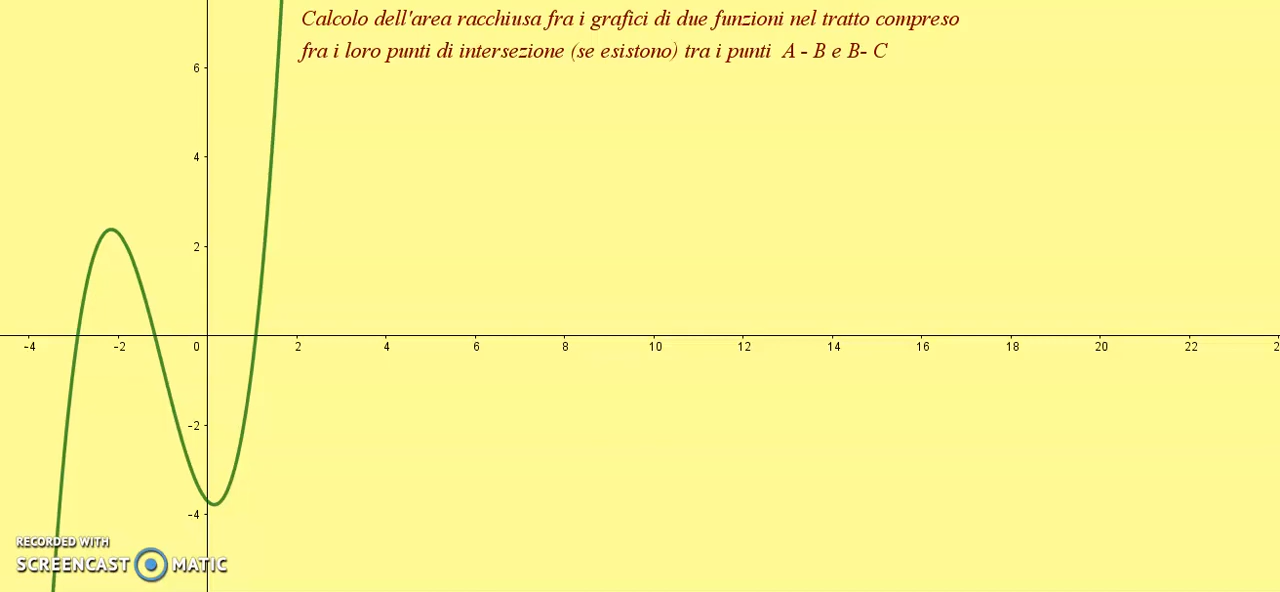 Calcolo dell'area racchiusa fra i grafici di due funzioni nel tratto compreso
fra i loro punti di intersezione (se esistono) tra i punti A - B e B- C
6
4
2
-4 -2 0 2 4 6 8 10 12 14 16 18 20 22 2
-2
-4
RECORDED WITH
SCREENCAST MATIC